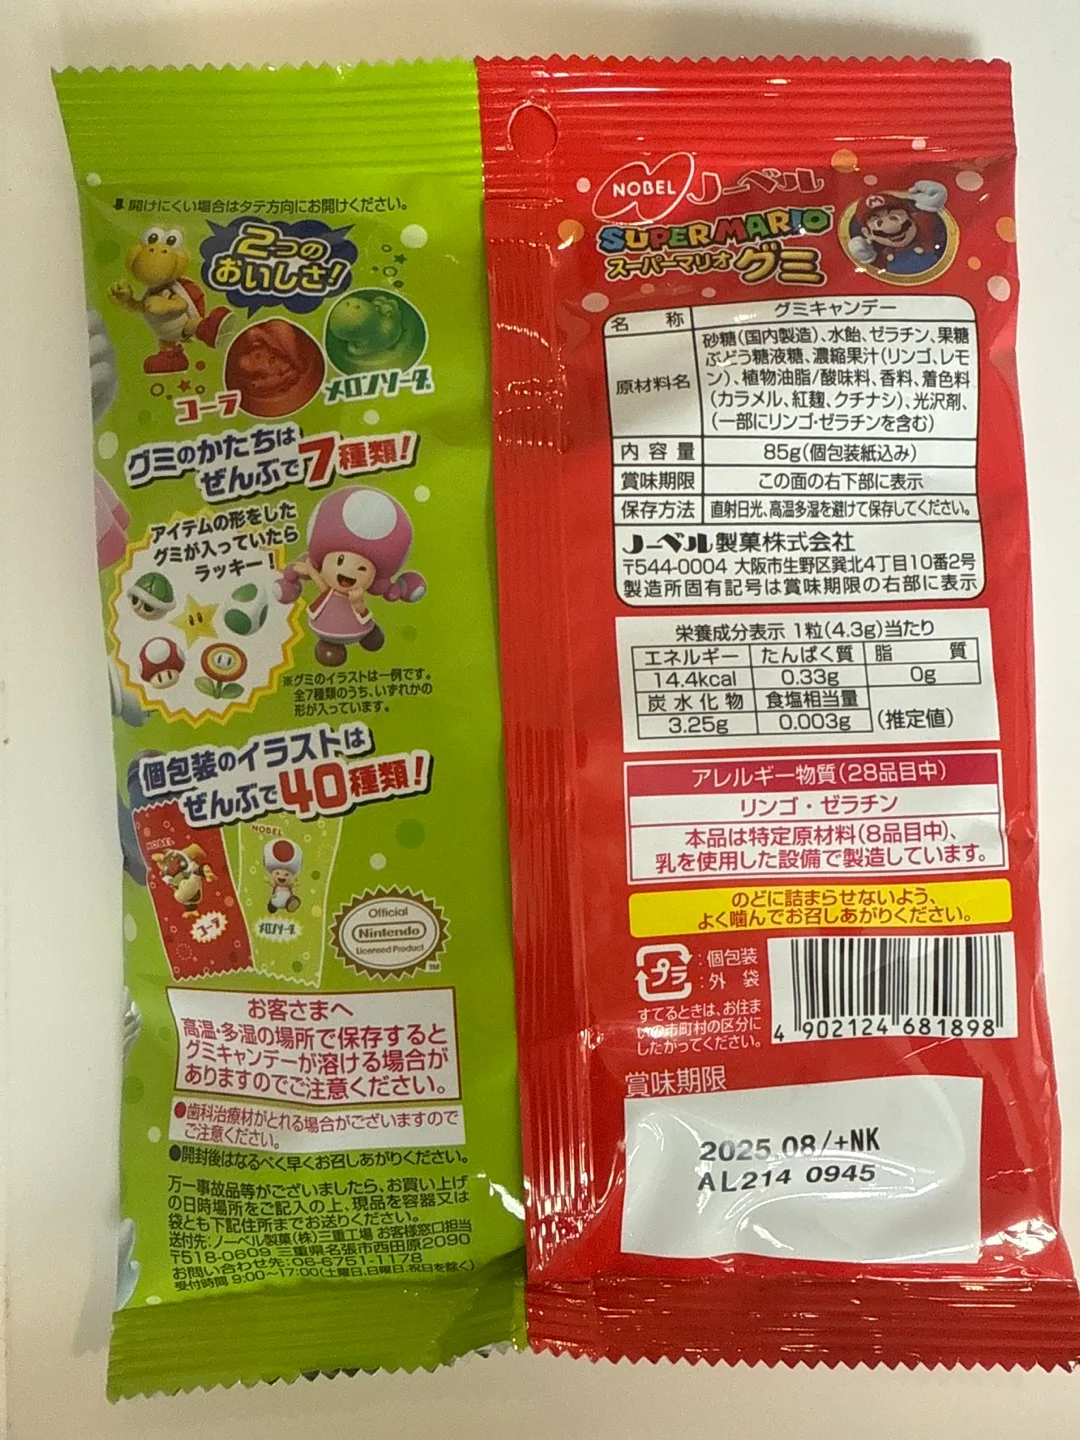 ⬇開けにくい場合はタテ方向にお開けください。
2つの
おいしさ!
コーラ
メロンソーダ
グミのかたちは
ぜんぶで7種類!
アイテムの形をした
グミが入っていたら
ラッキー!
※グミのイラストは一例です。
全7種類のうち、いずれかの
形が入っています。
個包装のイラストは
ぜんぶで40種類!
NOBEL
コーラ
NOBEL
メロンソーダ
Official
Nintendo
Licensed Product
TM
お客さまへ
高温・多湿の場所で保存すると
グミキャンデーが溶ける場合が
ありますのでご注意ください。
●歯科治療材がとれる場合がございますので
ご注意ください。
●開封後はなるべく早くお召しあがりください。
万一事故品等がございましたら、お買い上げ
の日時場所をご記入の上、現品を容器又は
袋とも下記住所までお送りください。
送付先:ノーベル製菓(株)三重工場 お客様窓口担当
〒518-0609 三重県名張市西田原2090
お問い合わせ先:06-6751-1178
受付時間 9:00~17:00(土曜日、日曜日、祝日を除く)
NOBEL ノーベル
SUPER MARIO
スーパーマリオ グミ
名称 グミキャンデー
原材料名 砂糖(国内製造)、水飴、ゼラチン、果糖
ぶどう糖液糖、濃縮果汁(リンゴ、レモ
ン)、植物油脂/酸味料、香料、着色料
(カラメル、紅麹、クチナシ)、光沢剤、
(一部にリンゴ・ゼラチンを含む)
内容量 85g(個包装紙込み)
賞味期限 この面の右下部に表示
保存方法 直射日光、高温多湿を避けて保存してください。
ノーベル製菓株式会社
〒544-0004 大阪市生野区巽北4丁目10番2号
製造所固有記号は賞味期限の右部に表示
栄養成分表示 1粒(4.3g)当たり
エネルギー たんぱく質 脂質
14.4kcal 0.33g 0g
炭水化物 食塩相当量
3.25g 0.003g (推定値)
アレルギー物質(28品目中)
リンゴ・ゼラチン
本品は特定原材料(8品目中)、
乳を使用した設備で製造しています。
のどに詰まらせないよう、
よく噛んでお召しあがりください。
プラ
:個包装
:外袋
すてるときは、お住ま
いの市町村の区分に
したがってください。
4 902124 681898
賞味期限
2025.08/+NK
AL214 0945